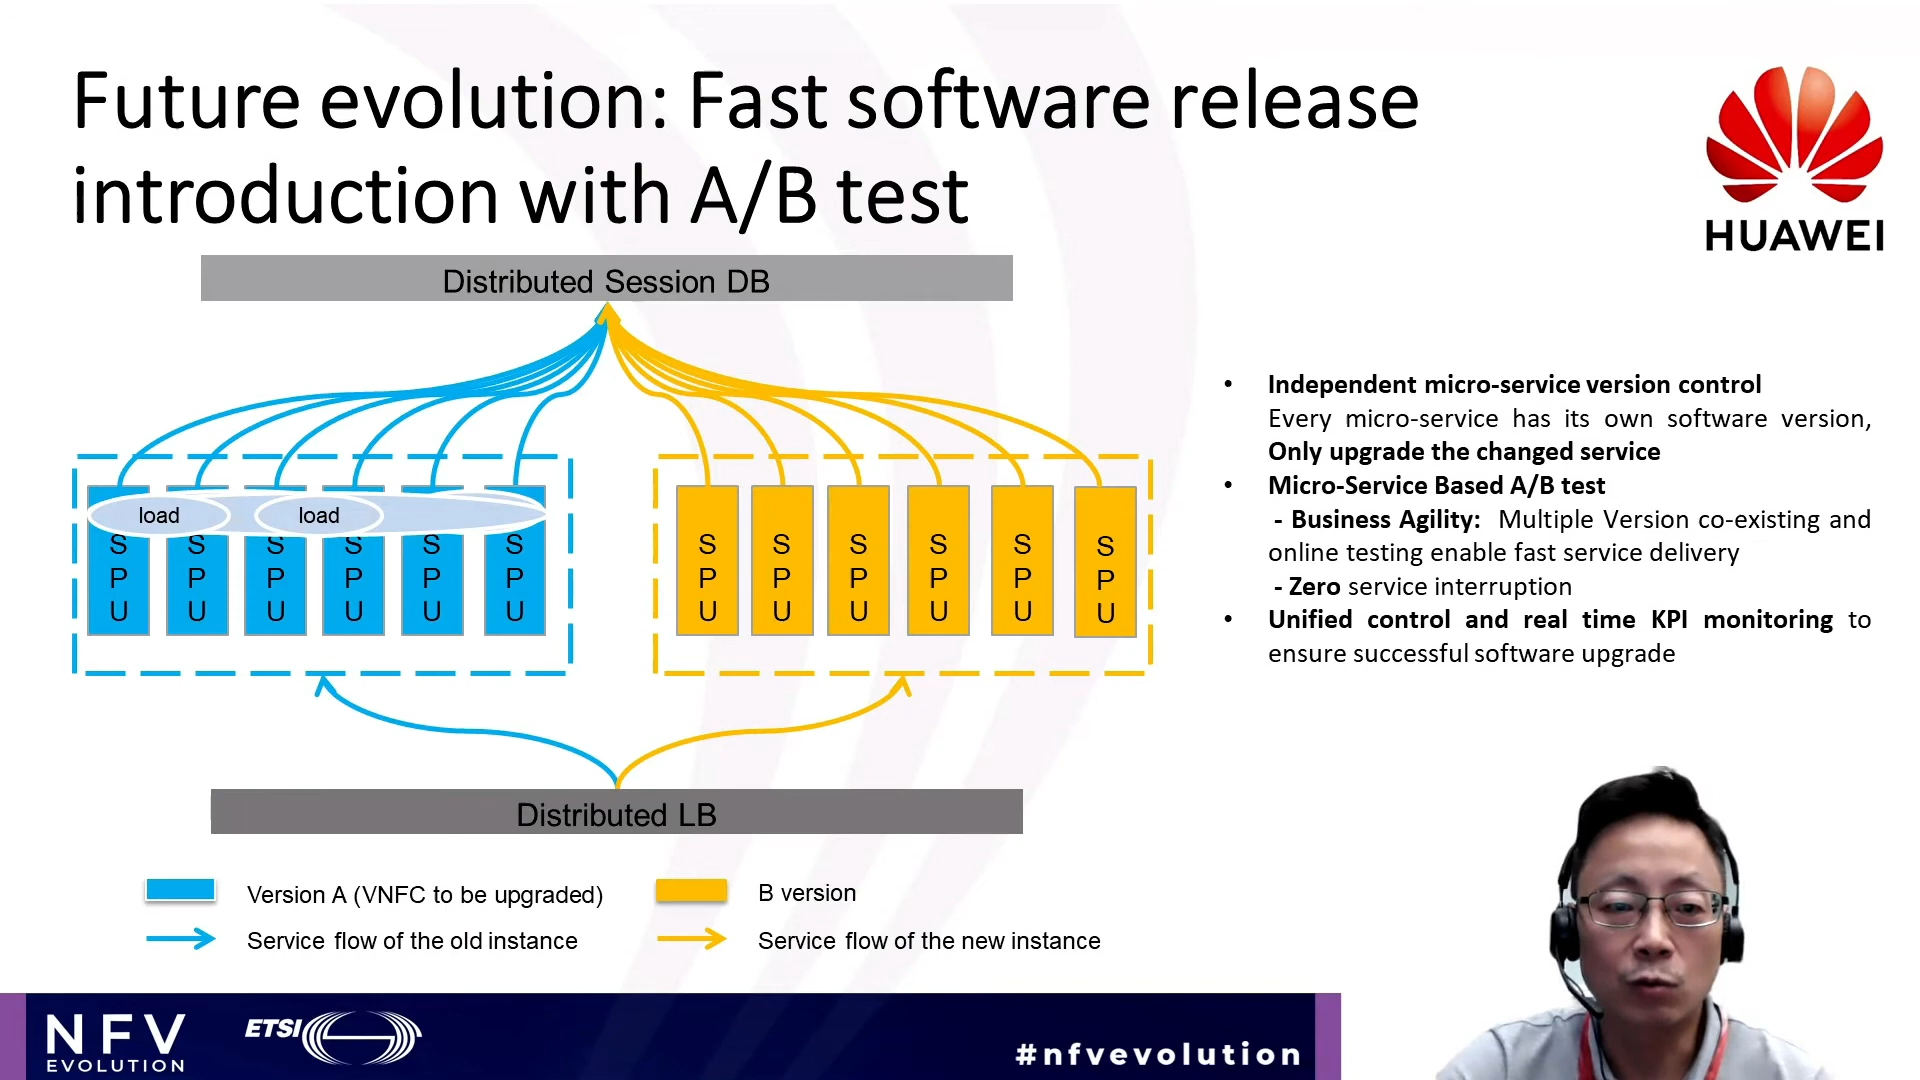 Future evolution: Fast software release
introduction with A/B test
HUAWEI
Distributed Session DB
load load
S P U S P U S P U S P U S P U S P U
S P U S P U S P U S P U S P U S P U
Distributed LB
Version A (VNFC to be upgraded)
B version
Service flow of the old instance
Service flow of the new instance
• Independent micro-service version control
Every micro-service has its own software version,
Only upgrade the changed service
• Micro-Service Based A/B test
- Business Agility: Multiple Version co-existing and
online testing enable fast service delivery
- Zero service interruption
• Unified control and real time KPI monitoring to
ensure successful software upgrade
NFV
EVOLUTION
ETSI
#nfvevolution